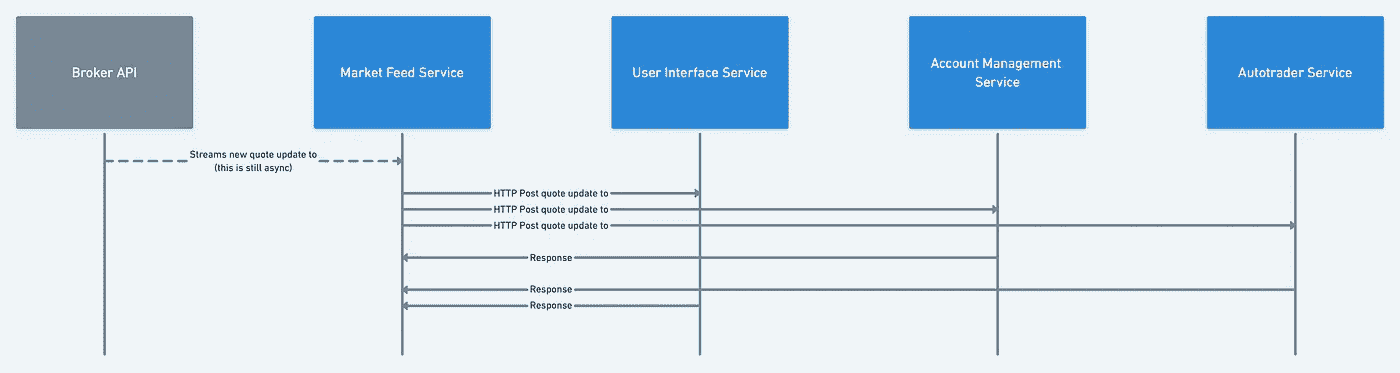 Broker API
Market Feed Service
User Interface Service
Account Management
Service
Autotrader Service
Streams new quote update to
(this is still async)
HTTP Post quote update to
HTTP Post quote update to
HTTP Post quote update to
Response
Response
Response